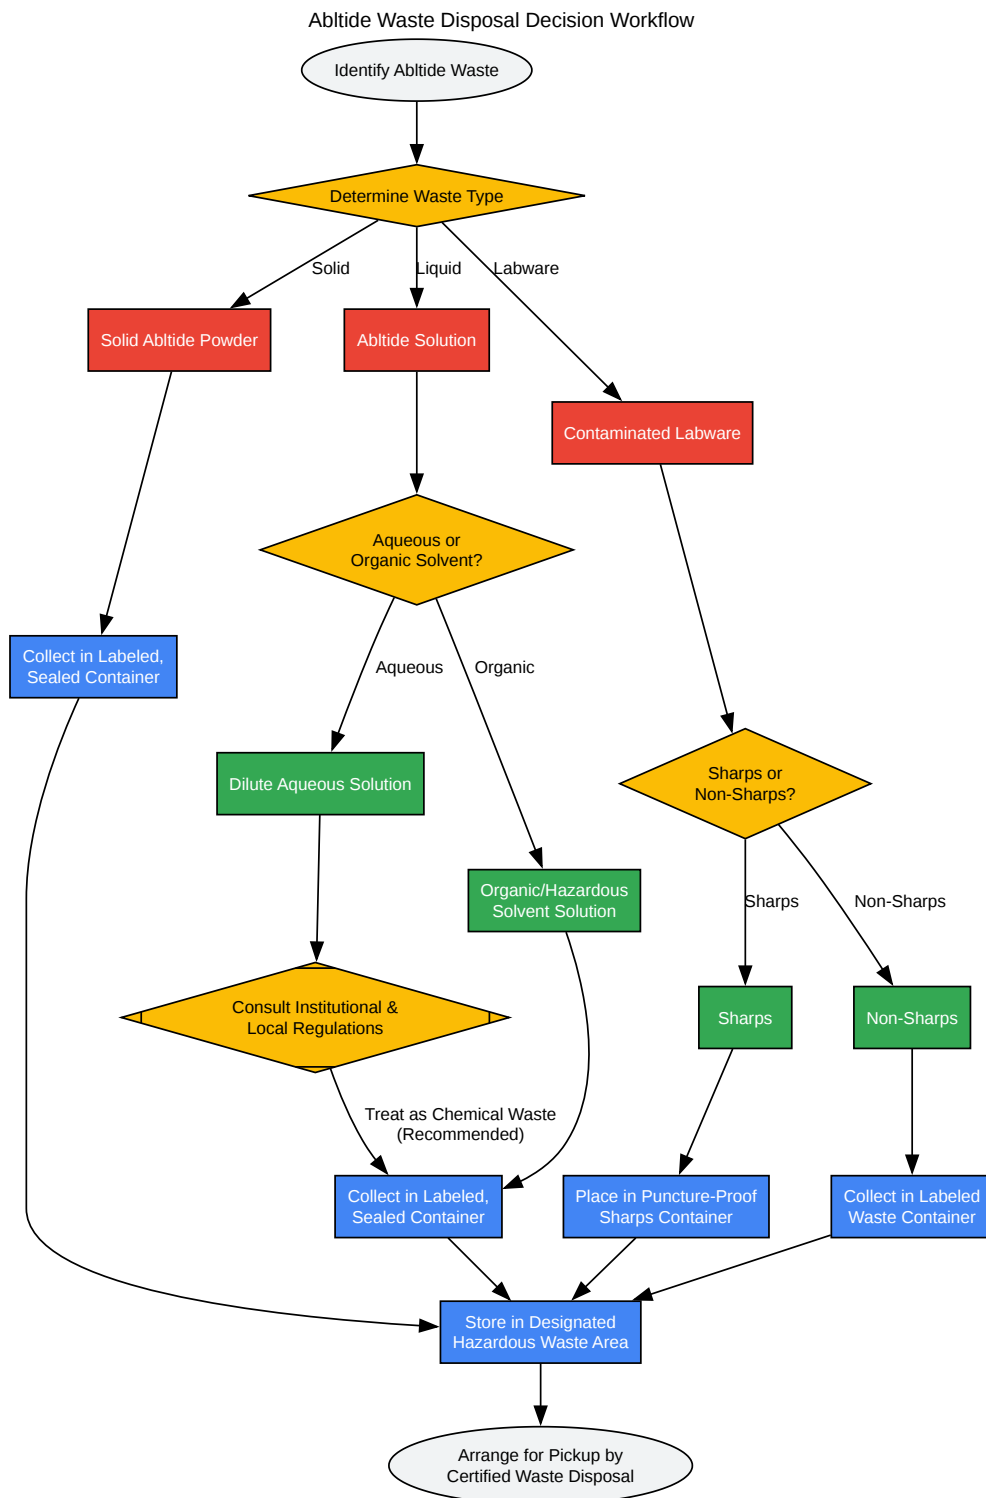 Abltide Waste Disposal Decision Workflow
Identify Abltide Waste
Determine Waste Type
Solid
Liquid
Labware
Solid Abltide Powder
Abltide Solution
Contaminated Labware
Aqueous or
Organic Solvent?
Collect in Labeled,
Sealed Container
Aqueous
Organic
Dilute Aqueous Solution
Sharps or
Non-Sharps?
Organic/Hazardous
Solvent Solution
Sharps
Non-Sharps
Consult Institutional &
Local Regulations
Sharps
Non-Sharps
Treat as Chemical Waste
(Recommended)
Collect in Labeled,
Sealed Container
Place in Puncture-Proof
Sharps Container
Collect in Labeled
Waste Container
Store in Designated
Hazardous Waste Area
Arrange for Pickup by
Certified Waste Disposal